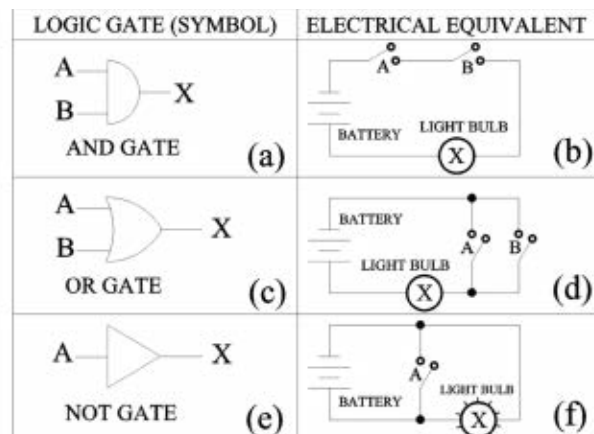 LOGIC GATE (SYMBOL) ELECTRICAL EQUIVALENT
A
B
X
AND GATE
(a)
A B
BATTERY
LIGHT BULB
X
(b)
A
B
X
OR GATE
(c)
BATTERY
A B
LIGHT BULB
X
(d)
A X
NOT GATE
(e)
A
BATTERY
LIGHT BULB
X
(f)